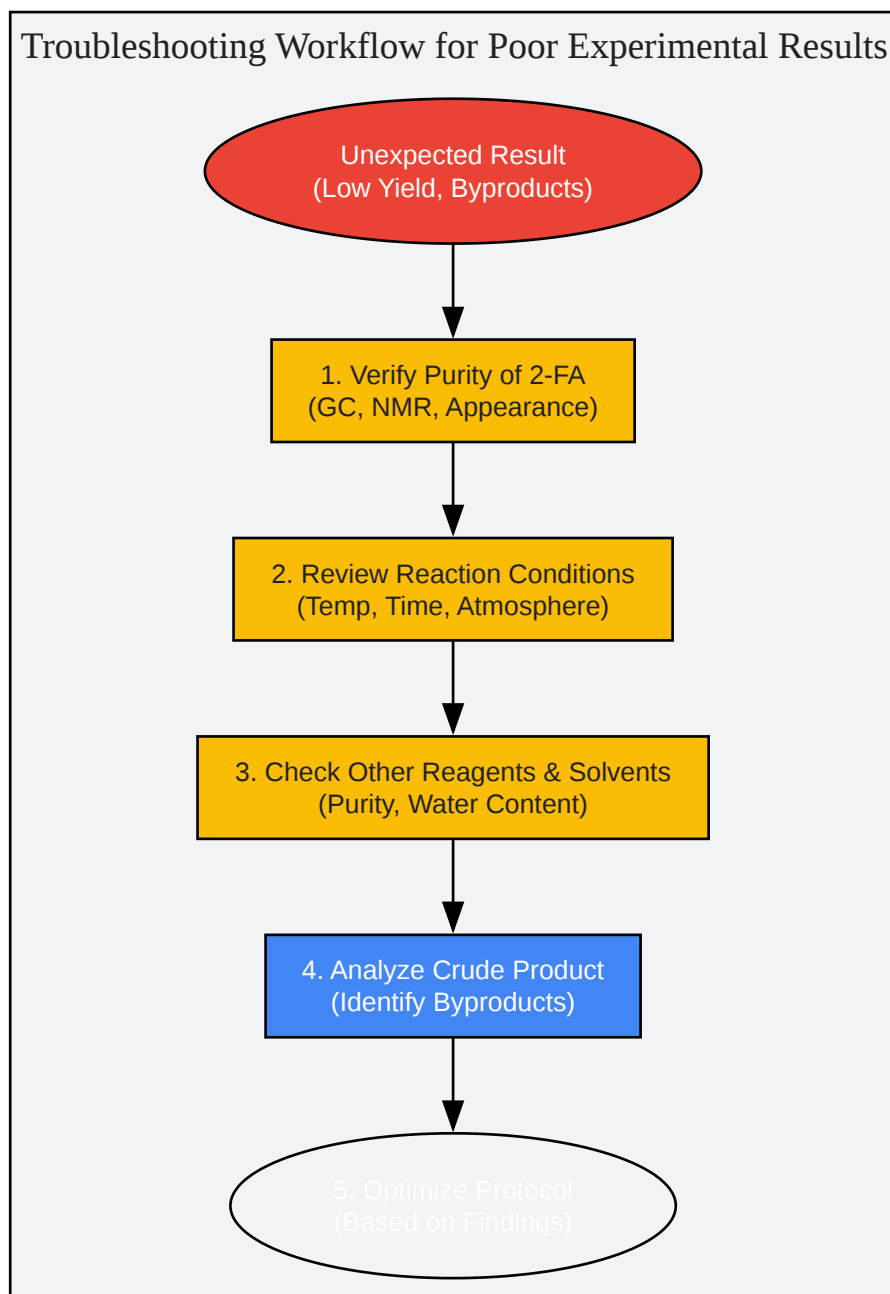 Troubleshooting Workflow for Poor Experimental Results
Unexpected Result
(Low Yield, Byproducts)
1. Verify Purity of 2-FA
(GC, NMR, Appearance)
2. Review Reaction Conditions
(Temp, Time, Atmosphere)
3. Check Other Reagents & Solvents
(Purity, Water Content)
4. Analyze Crude Product
(Identify Byproducts)
5. Optimize Protocol
(Based on Findings)